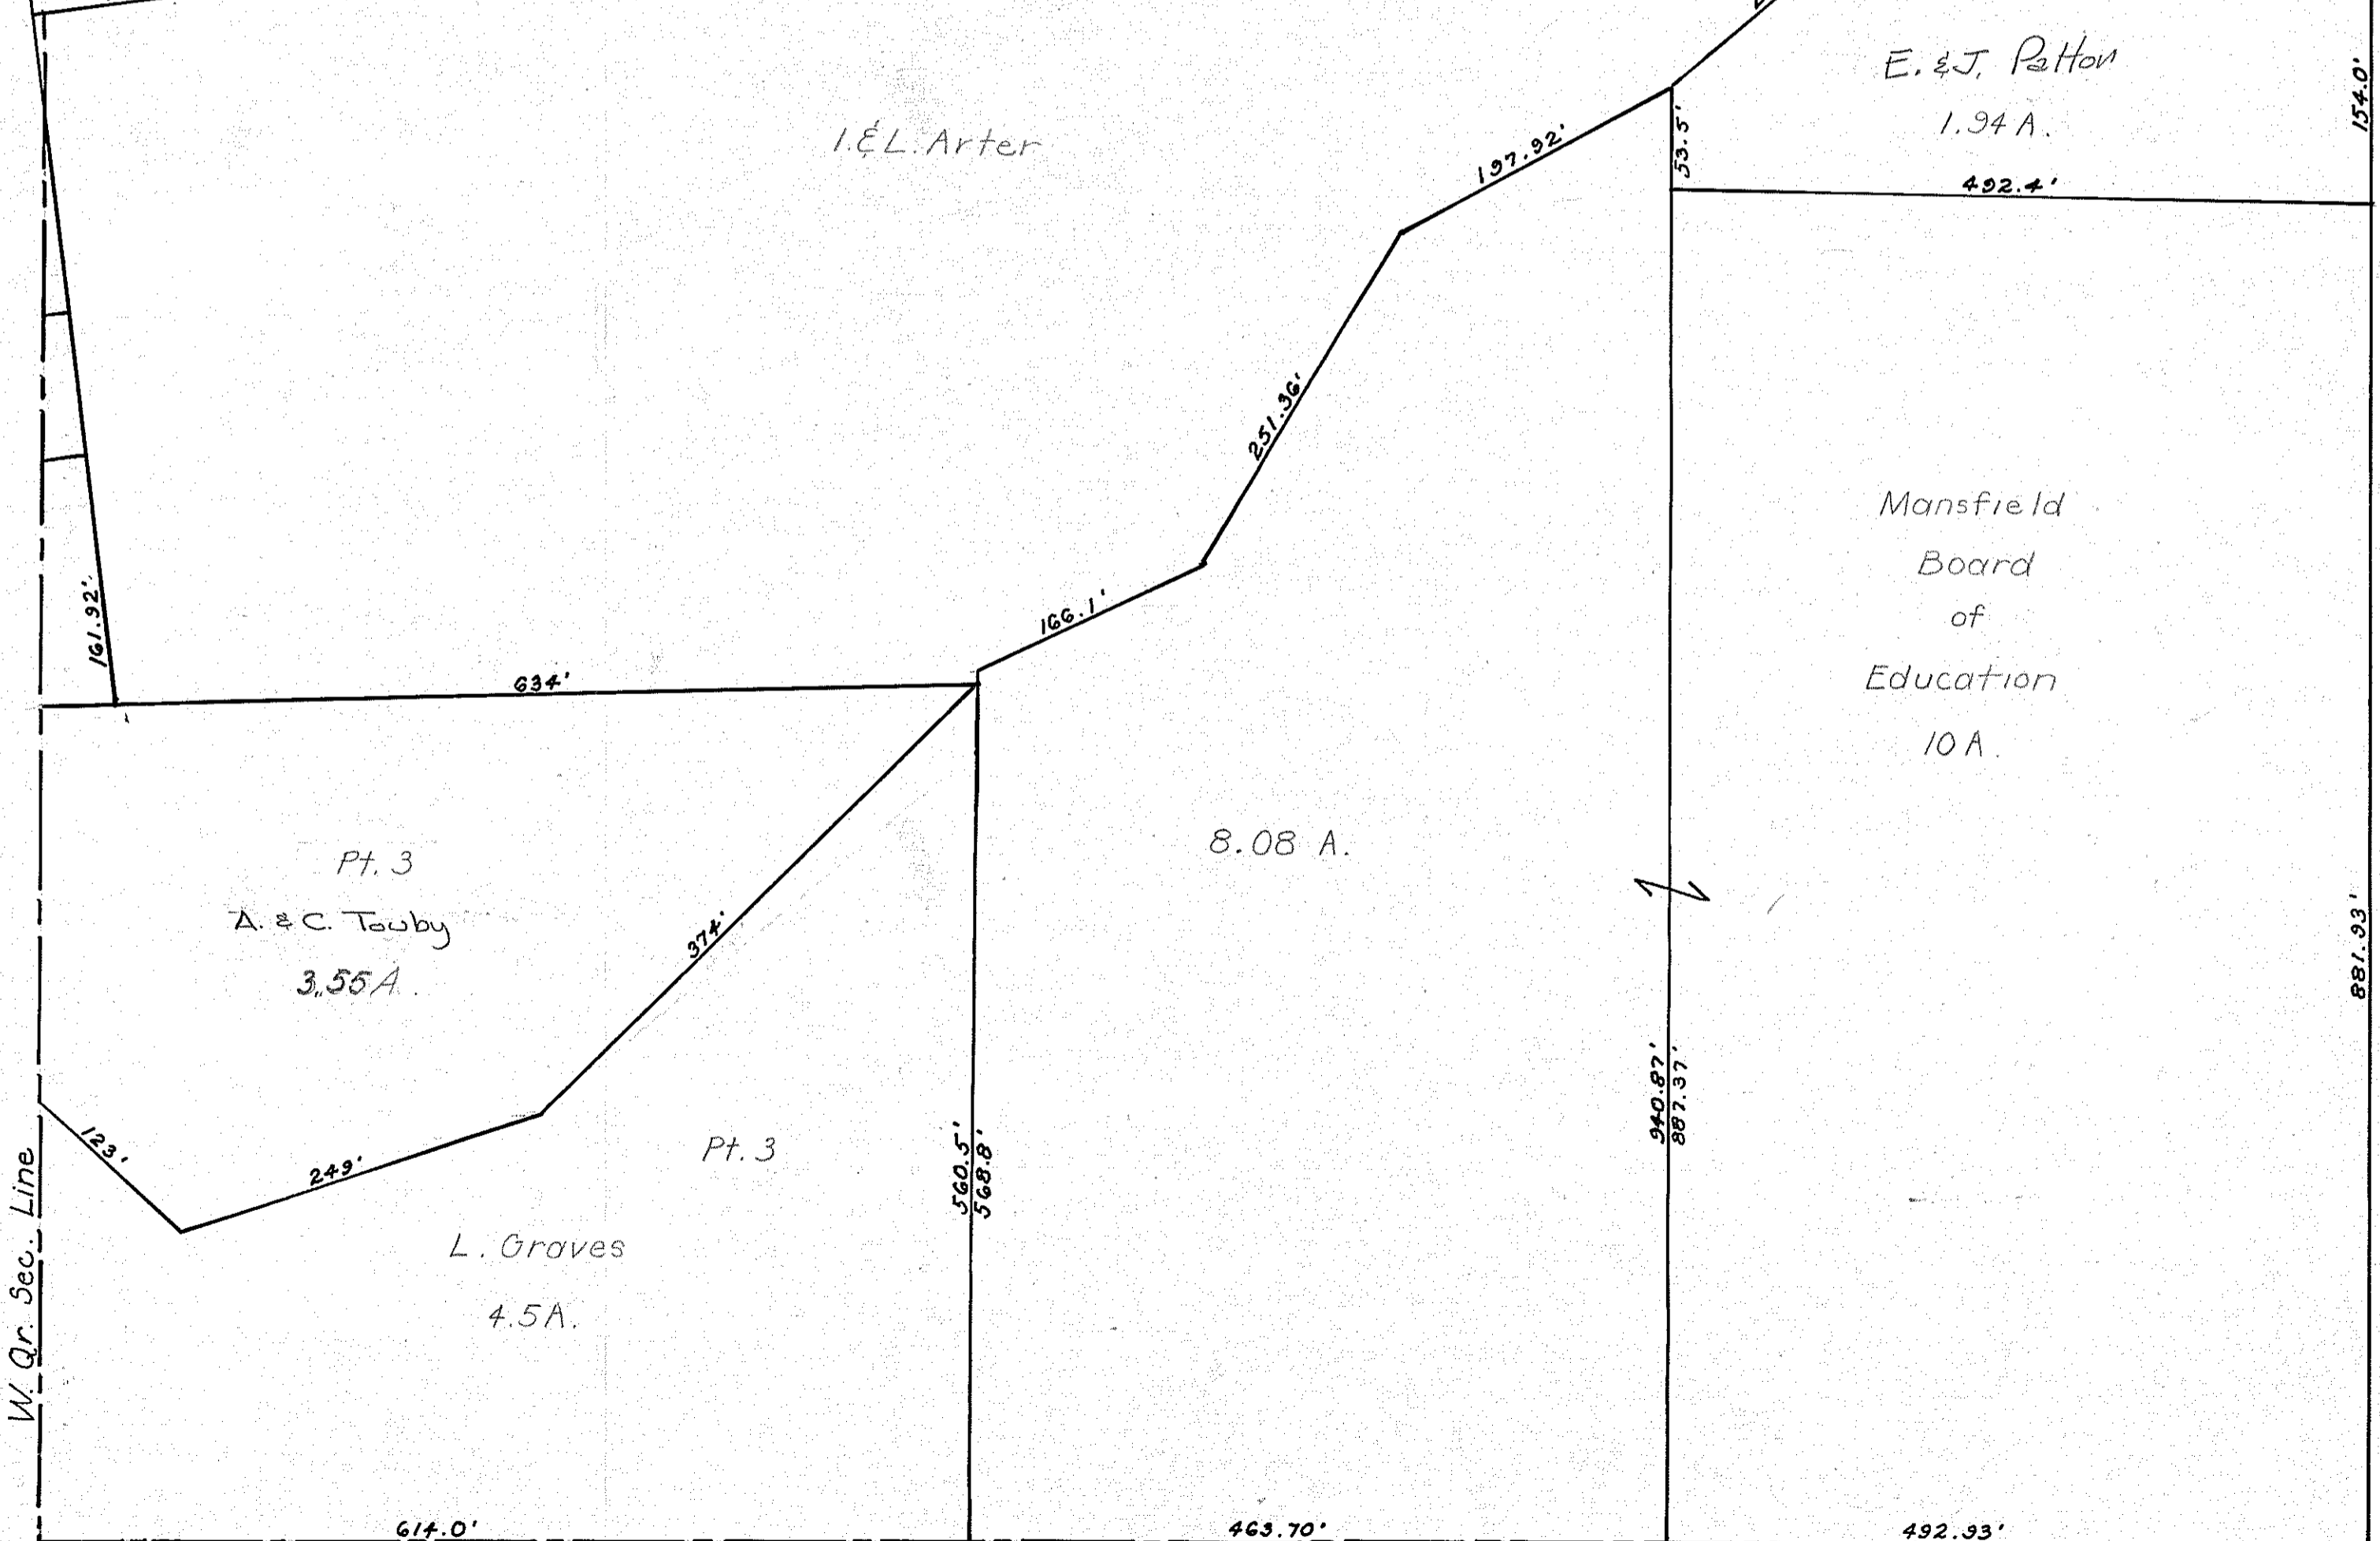 E. & J. Patton
1.94 A.
154.0'
I. & L. Arter
197.92'
53.5'
492.4'
251.36'
Mansfield
Board
of
Education
10 A.
161.92'
166.1'
634'
8.08 A.
Pt. 3
A. & C. Touby
3.55 A.
374'
881.93'
940.87'
887.37'
123'
249'
Pt. 3
560.5'
568.8'
L. Graves
4.5 A.
W. Qr. Sec. Line
614.0'
463.70'
492.93'